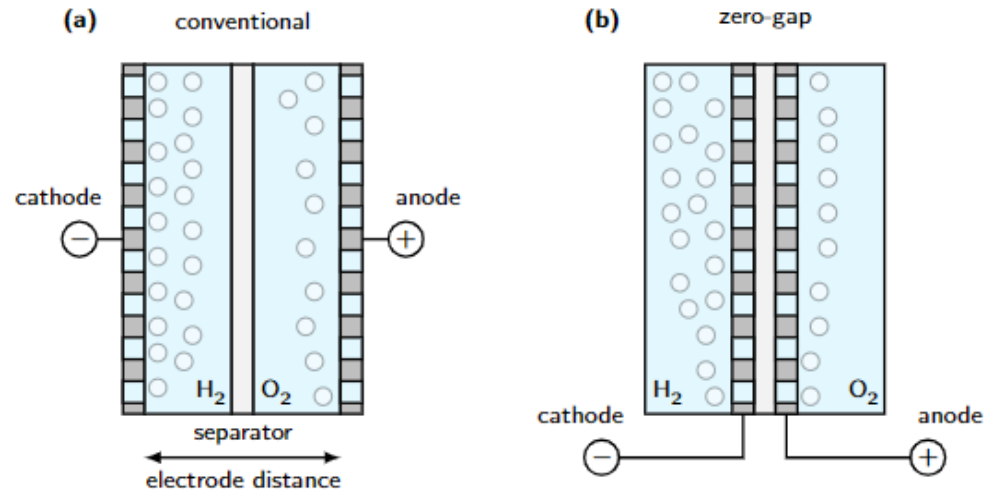 (a)
conventional
cathode
−
anode
+
H₂
O₂
separator
electrode distance
(b)
zero-gap
H₂
O₂
cathode
−
anode
+